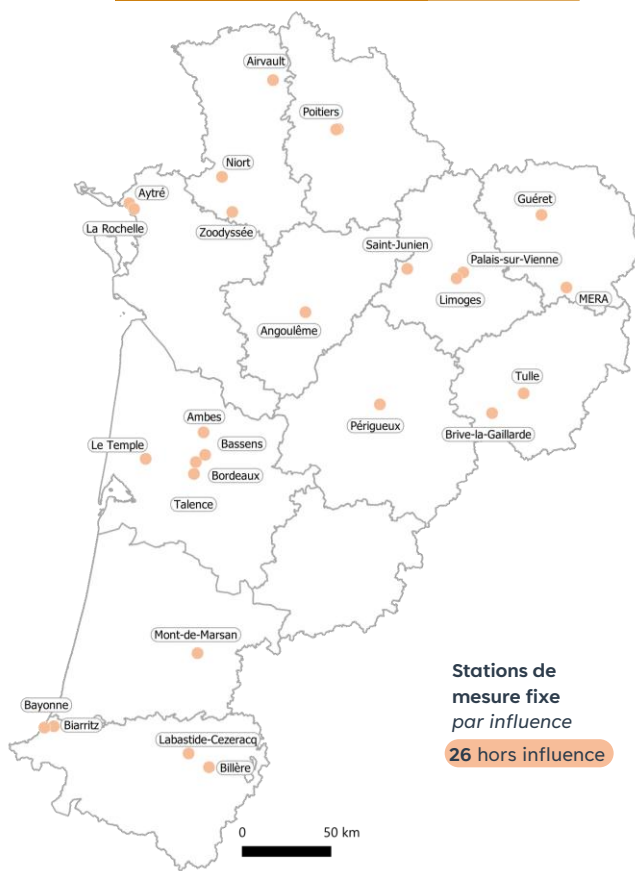 Airvault
Poitiers
Niort
Aytré
La Rochelle
Zoodyssée
Guéret
Saint-Junien
Palais-sur-Vienne
Limoges
MERA
Angoulême
Tulle
Périgueux
Brive-la-Gaillarde
Ambes
Le Temple
Bassens
Bordeaux
Talence
Mont-de-Marsan
Bayonne
Biarritz
Labastide-Cezeracq
Billère
Stations de
mesure fixe
par influence
26 hors influence
0 50 km